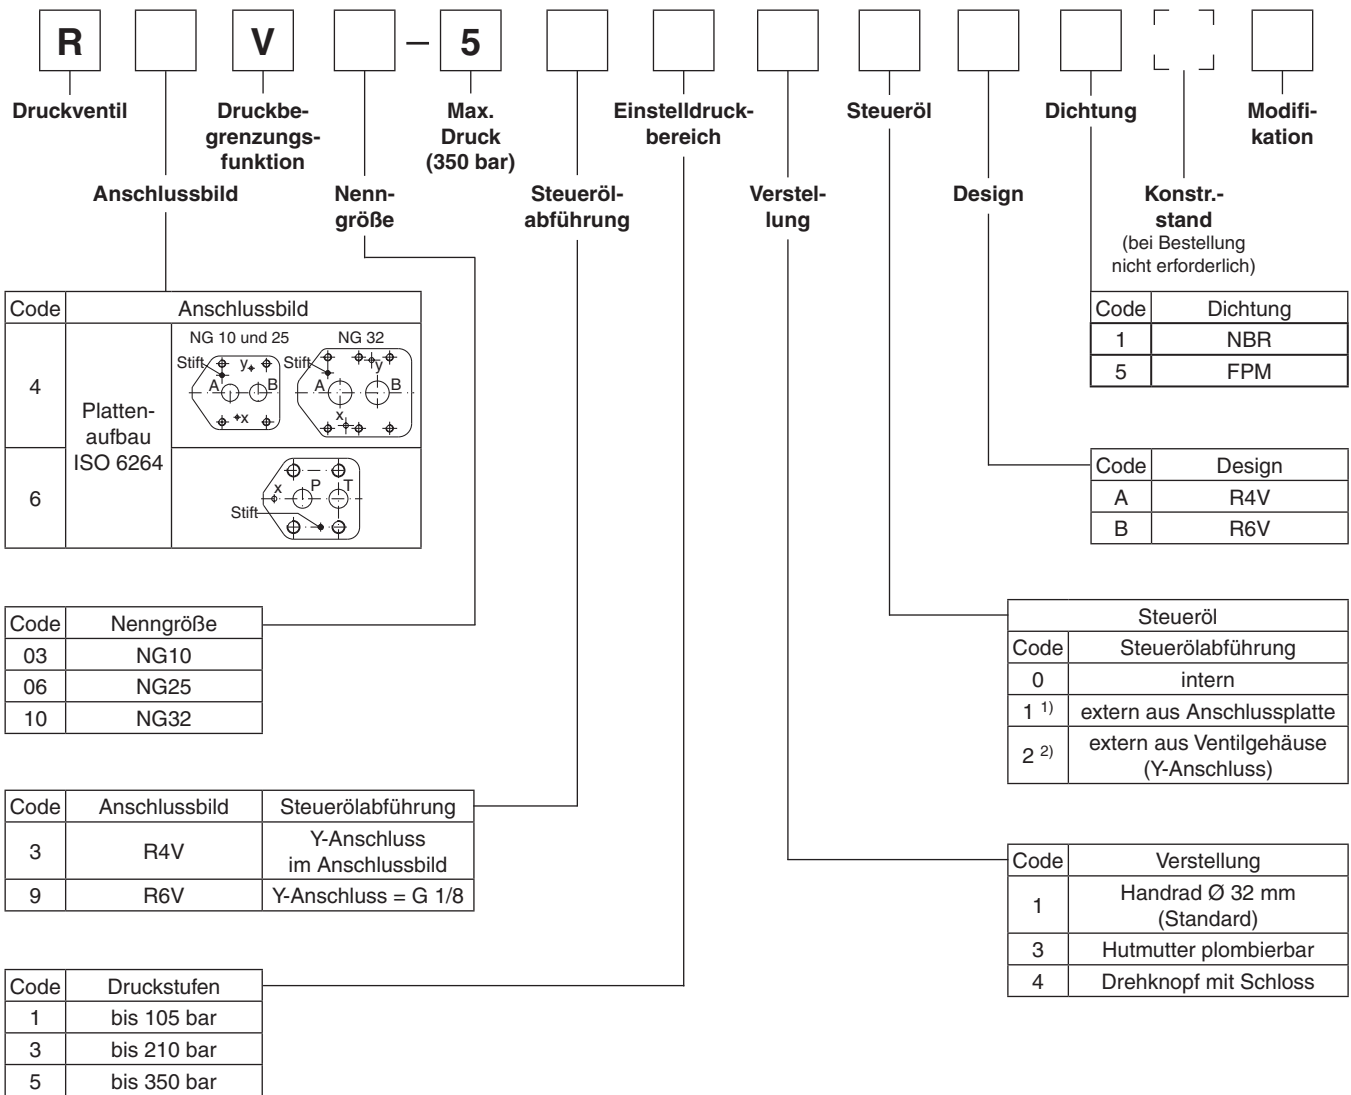 R V – 5
Druckventil
Druckbe-
grenzungs-
funktion
Max.
Druck
(350 bar)
Einstelldruck-
bereich
Steueröl
Dichtung
Modifi-
kation
Anschlussbild
Nenn-
größe
Steueröl-
abführung
Verstel-
lung
Design
Konstr.-
stand
(bei Bestellung
nicht erforderlich)
Code Anschlussbild
4
Platten-
aufbau
ISO 6264
NG 10 und 25 NG 32
Stift y A B x
Stift y A B x
6
x P T
Stift
Code Dichtung
1 NBR
5 FPM
Code Design
A R4V
B R6V
Code Nenngröße
03 NG10
06 NG25
10 NG32
Steueröl
Code Steuerölabführung
0 intern
1 1) extern aus Anschlussplatte
2 2) extern aus Ventilgehäuse
(Y-Anschluss)
Code Anschlussbild Steuerölabführung
3 R4V Y-Anschluss
im Anschlussbild
9 R6V Y-Anschluss = G 1/8
Code Verstellung
1 Handrad Ø 32 mm
(Standard)
3 Hutmutter plombierbar
4 Drehknopf mit Schloss
Code Druckstufen
1 bis 105 bar
3 bis 210 bar
5 bis 350 bar